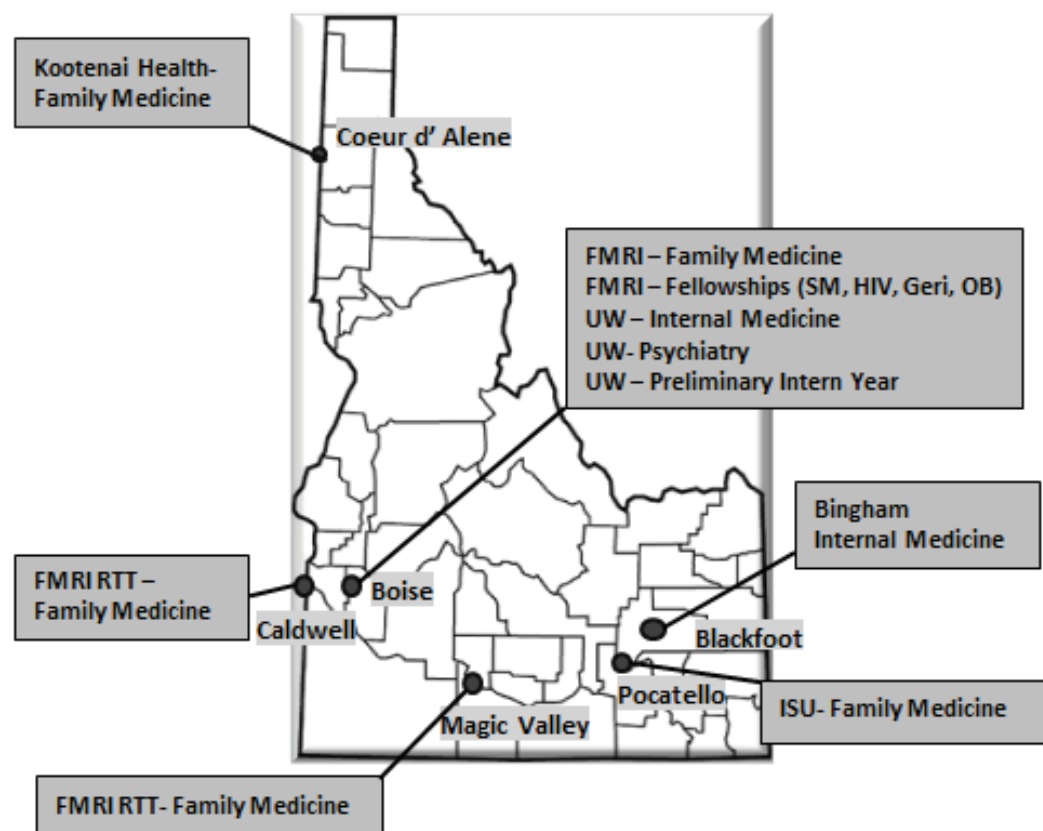 Kootenai Health-
Family Medicine
Coeur d' Alene
FMRI – Family Medicine
FMRI – Fellowships (SM, HIV, Geri, OB)
UW – Internal Medicine
UW- Psychiatry
UW – Preliminary Intern Year
Bingham
Internal Medicine
FMRI RTT –
Family Medicine
Boise
Caldwell
Blackfoot
Pocatello
ISU- Family Medicine
Magic Valley
FMRI RTT- Family Medicine